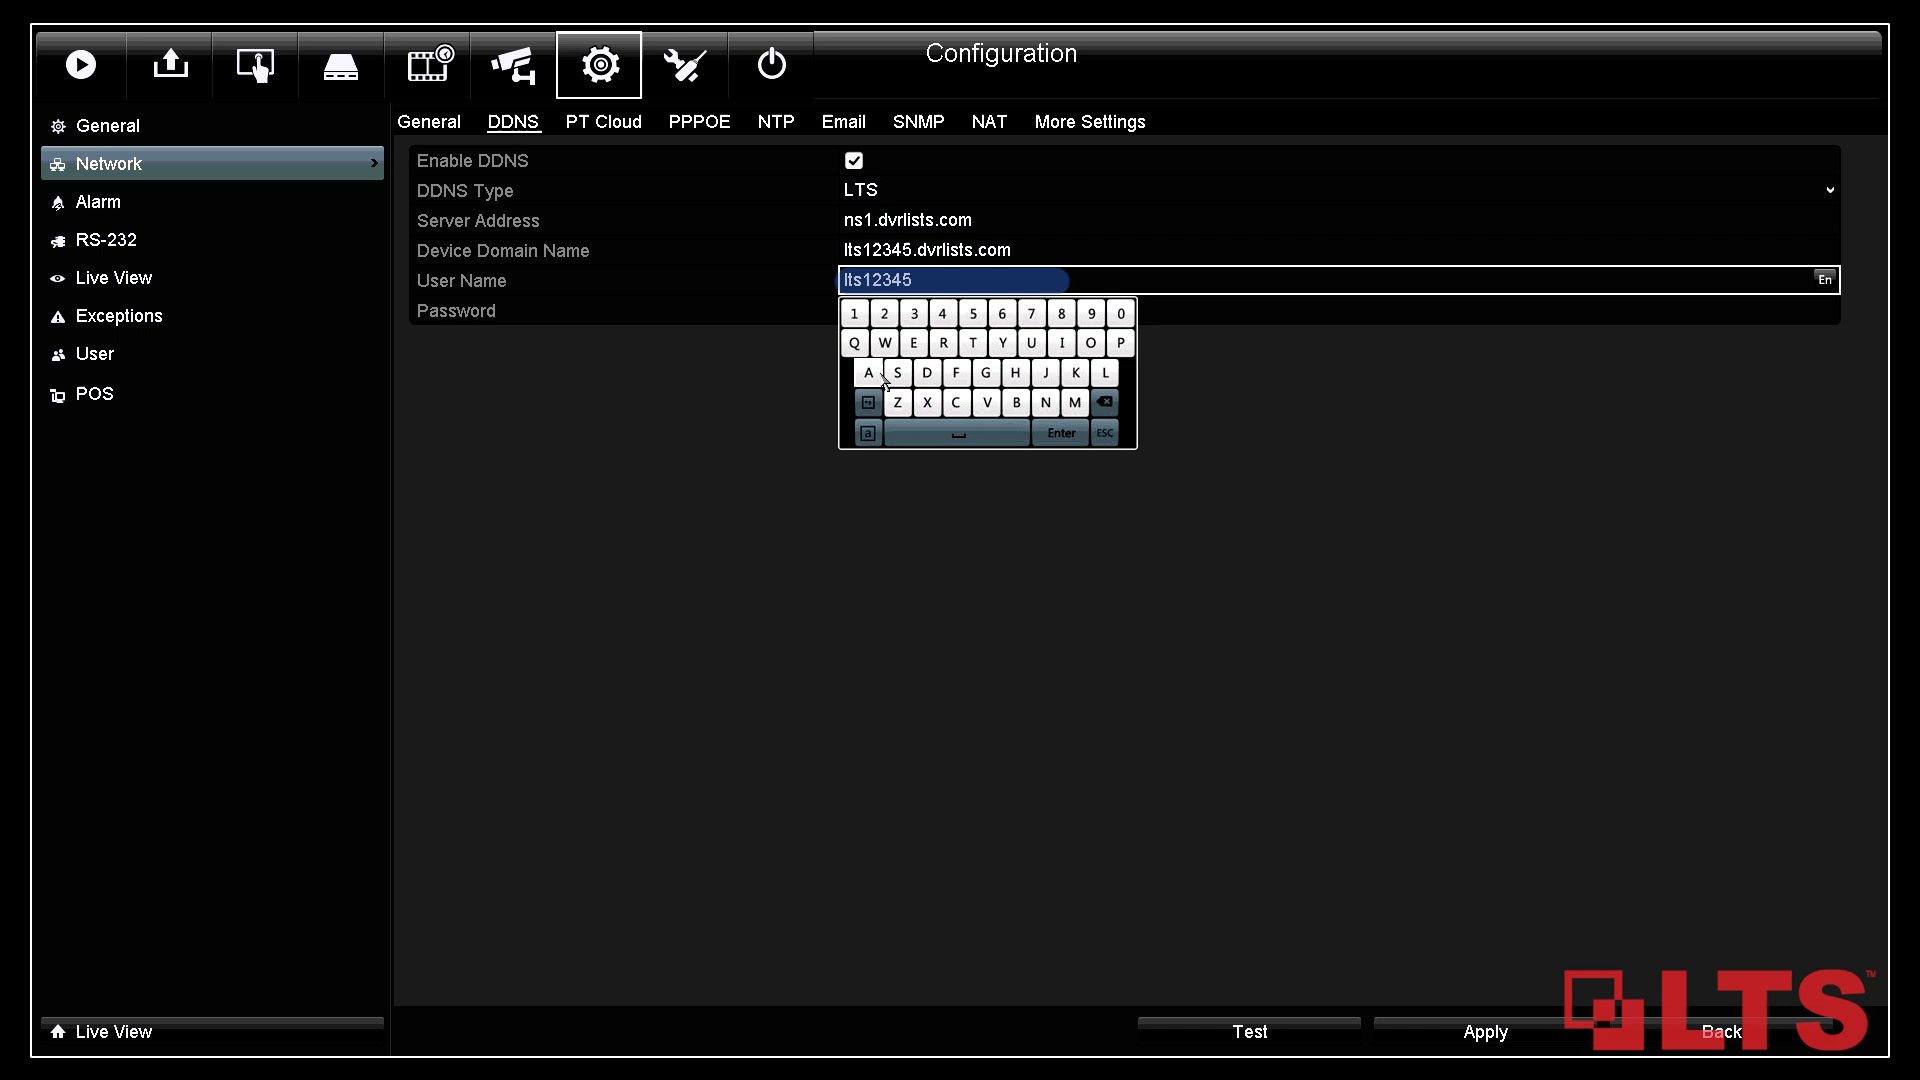 Configuration
General
Network
Alarm
RS-232
Live View
Exceptions
User
POS
General DDNS PT Cloud PPPOE NTP Email SNMP NAT More Settings
Enable DDNS
DDNS Type LTS
Server Address ns1.dvrlists.com
Device Domain Name lts12345.dvrlists.com
User Name lts12345 En
Password
1 2 3 4 5 6 7 8 9 0
Q W E R T Y U I O P
A S D F G H J K L
Z X C V B N M
a Enter ESC
Live View
Test Apply Back
LTS™